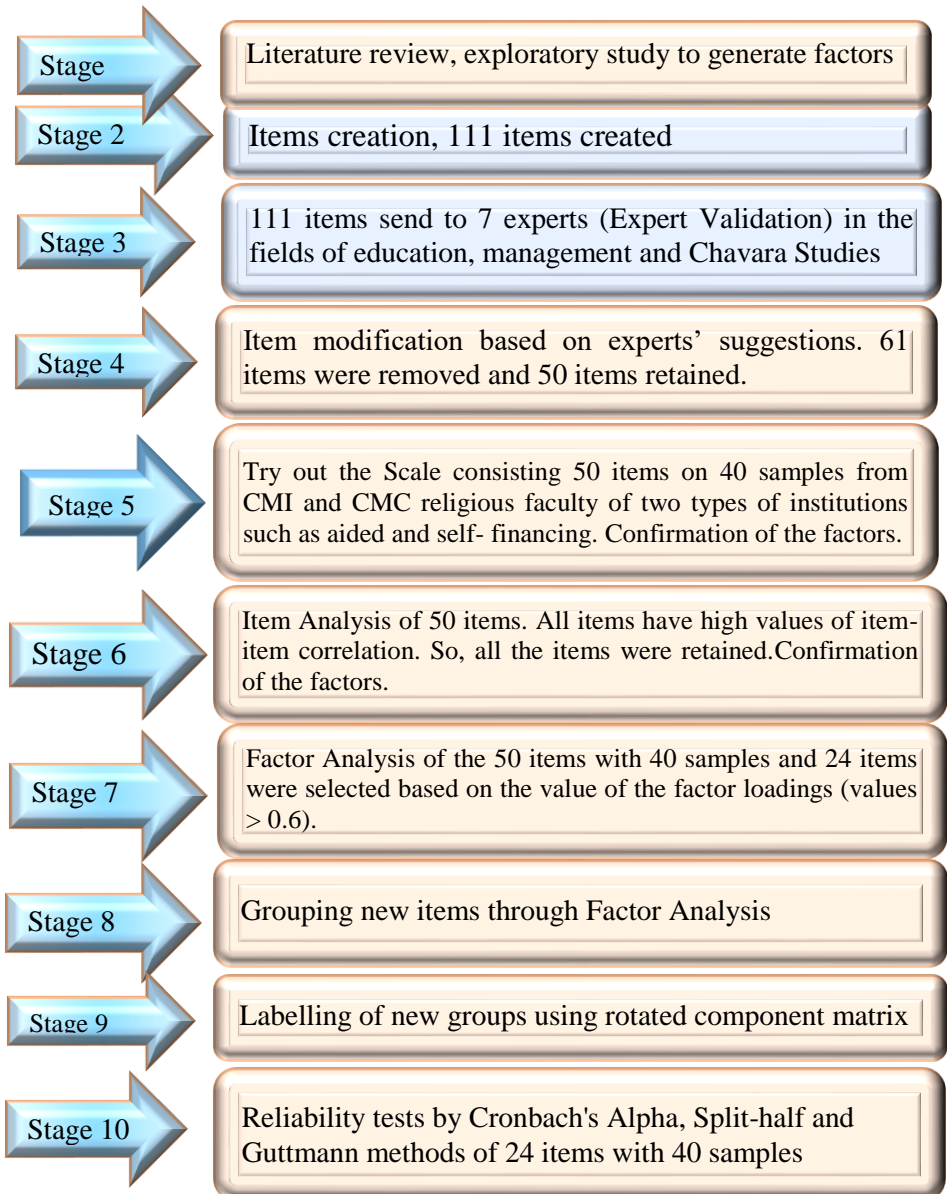 Stage
Literature review, exploratory study to generate factors
Stage 2
Items creation, 111 items created
Stage 3
111 items send to 7 experts (Expert Validation) in the
fields of education, management and Chavara Studies
Stage 4
Item modification based on experts’ suggestions. 61
items were removed and 50 items retained.
Stage 5
Try out the Scale consisting 50 items on 40 samples from
CMI and CMC religious faculty of two types of institutions
such as aided and self- financing. Confirmation of the factors.
Stage 6
Item Analysis of 50 items. All items have high values of item-
item correlation. So, all the items were retained.Confirmation
of the factors.
Stage 7
Factor Analysis of the 50 items with 40 samples and 24 items
were selected based on the value of the factor loadings (values
> 0.6).
Stage 8
Grouping new items through Factor Analysis
Stage 9
Labelling of new groups using rotated component matrix
Stage 10
Reliability tests by Cronbach's Alpha, Split-half and
Guttmann methods of 24 items with 40 samples